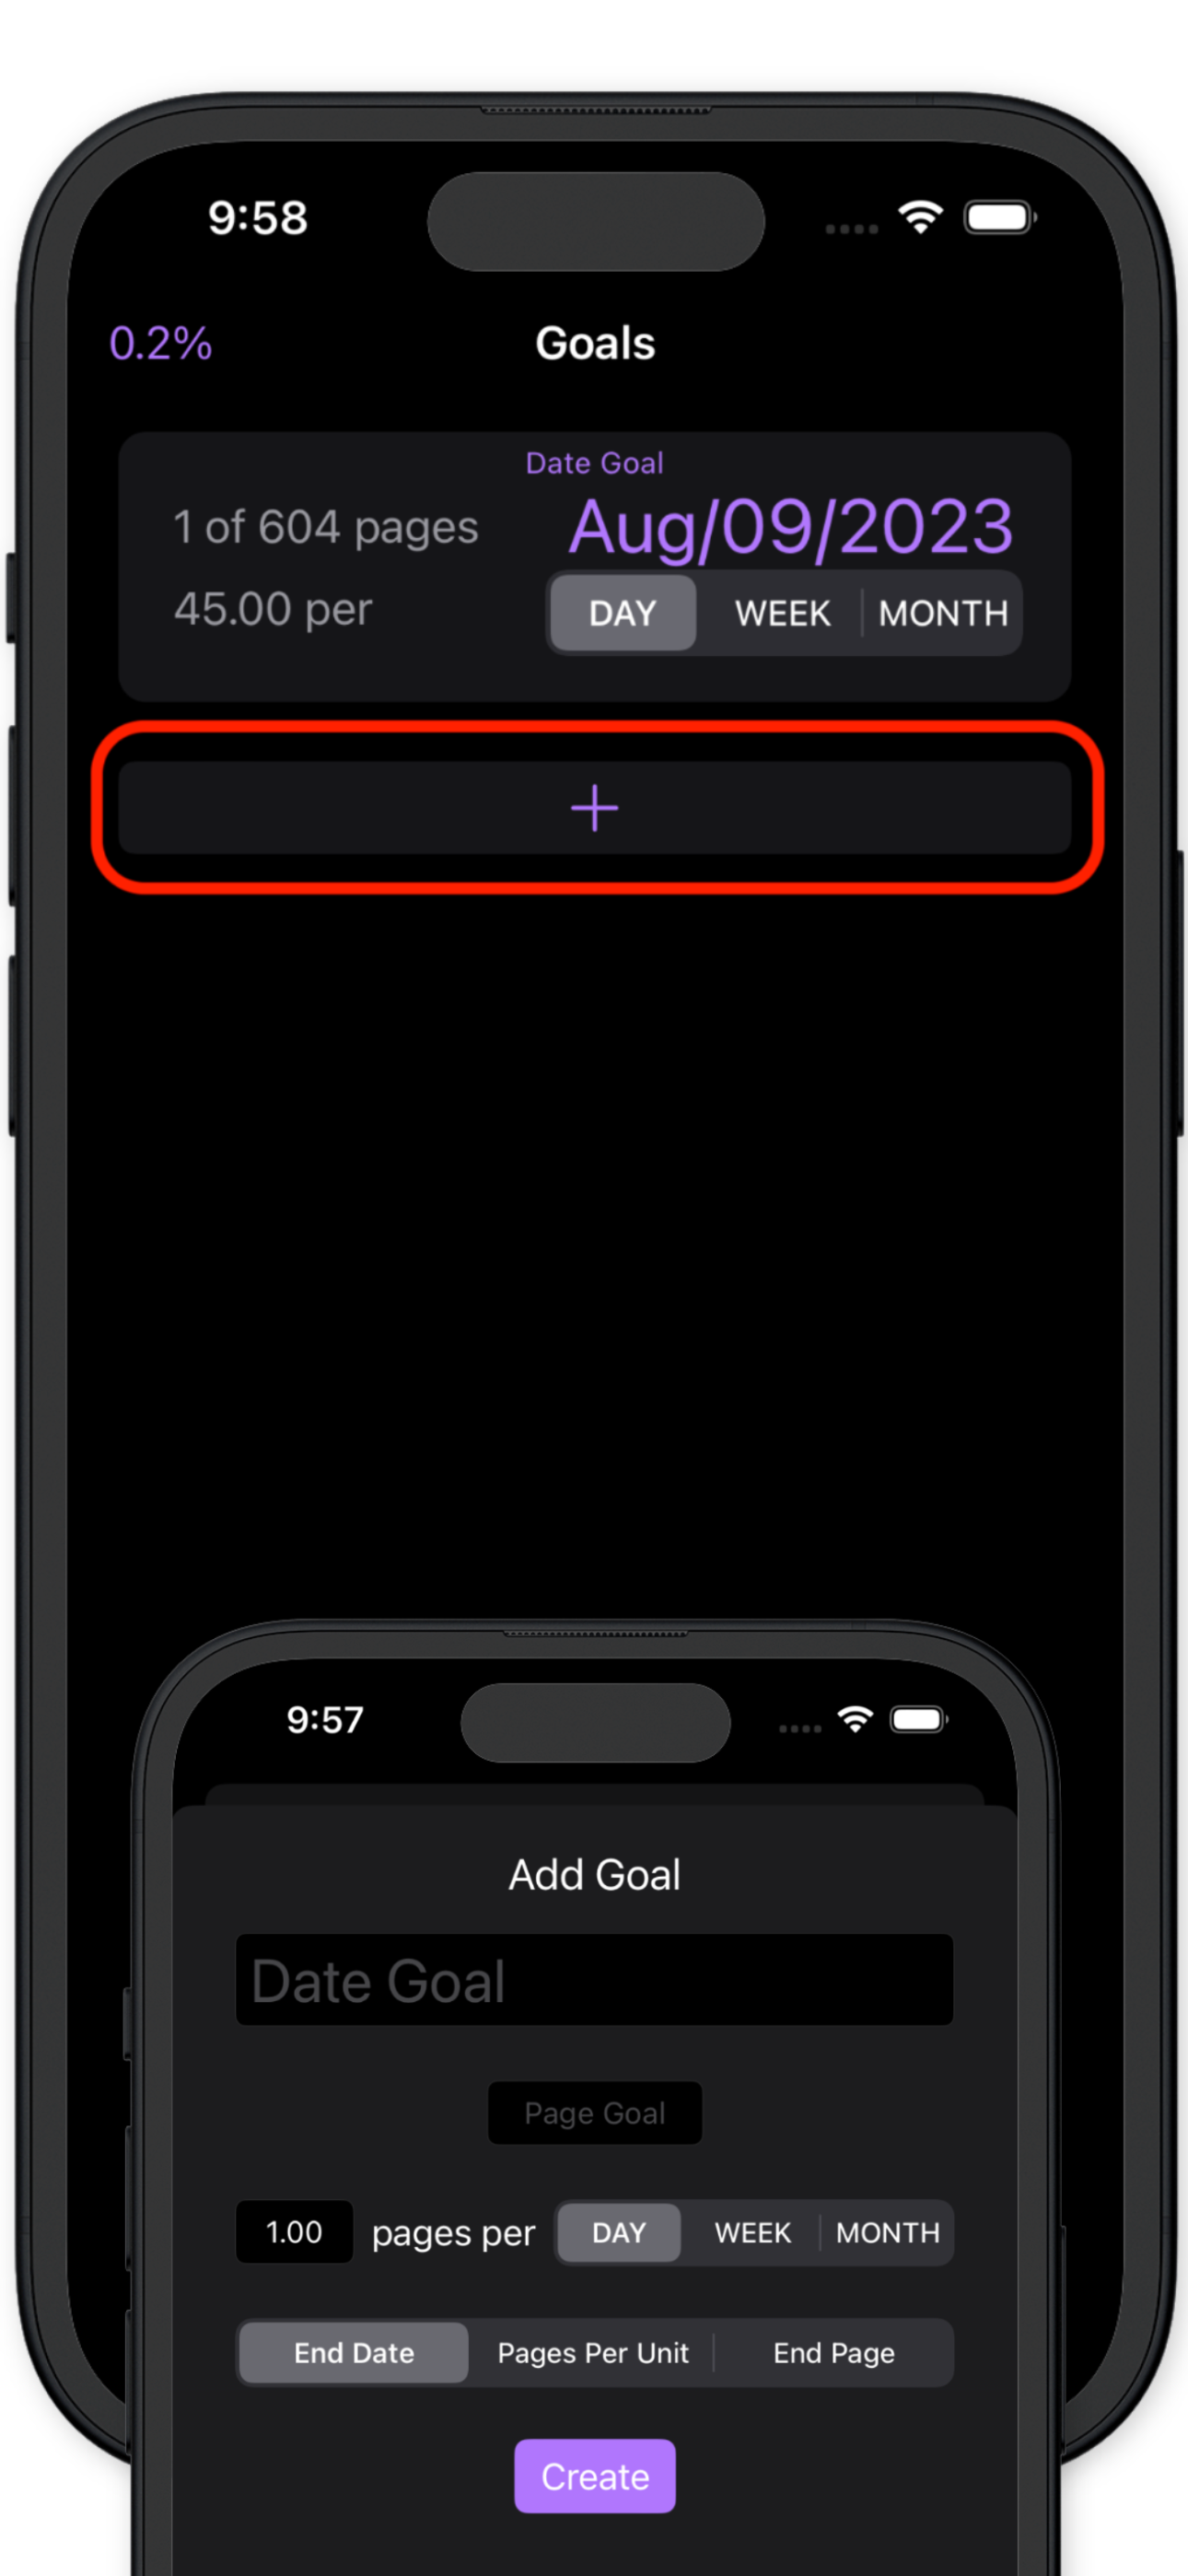 9:58
0.2% Goals
Date Goal
1 of 604 pages Aug/09/2023
45.00 per DAY WEEK MONTH
9:57
Add Goal
Date Goal
Page Goal
1.00 pages per DAY WEEK MONTH
End Date Pages Per Unit End Page
Create